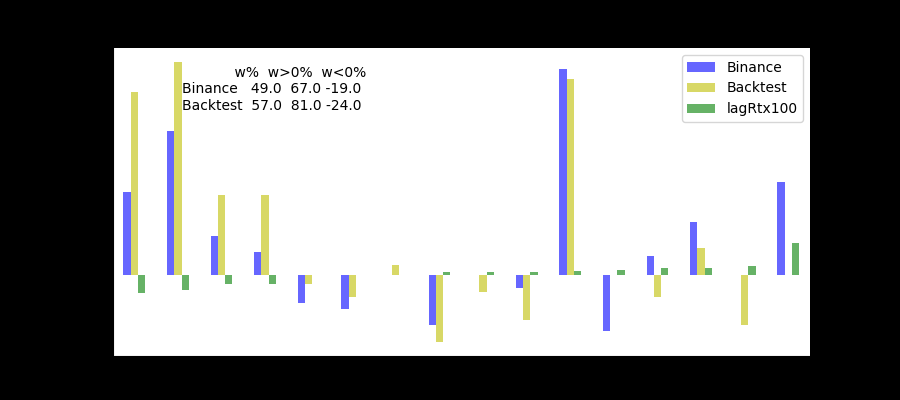 w% w>0% w<0%
Binance 49.0 67.0 -19.0
Backtest 57.0 81.0 -24.0
Binance
Backtest
lagRtx100